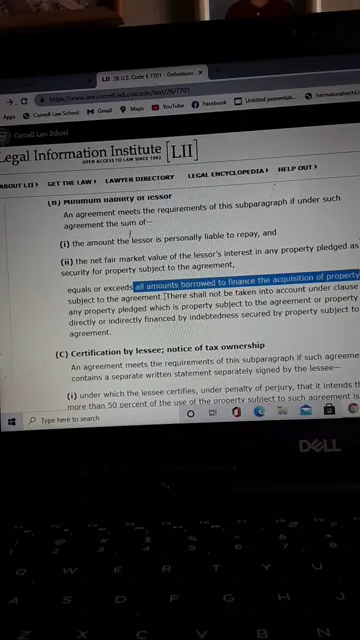 LII 26 U.S. Code § 7701 - Definitions
https://www.law.cornell.edu/uscode/text/26/7701
Apps Cornell Law School Gmail Maps YouTube Facebook Untitled presentat...
Cornell Law School
Legal Information Institute [LII]
OPEN ACCESS TO LAW SINCE 1992
ABOUT LII GET THE LAW LAWYER DIRECTORY LEGAL ENCYCLOPEDIA HELP OUT
(B) Minimum liability of lessor
An agreement meets the requirements of this subparagraph if under such
agreement the sum of—
(i) the amount the lessor is personally liable to repay, and
(ii) the net fair market value of the lessor's interest in any property pledged as
security for property subject to the agreement,
equals or exceeds all amounts borrowed to finance the acquisition of property
subject to the agreement. There shall not be taken into account under clause
any property pledged which is property subject to the agreement or property
directly or indirectly financed by indebtedness secured by property subject to
agreement.
(C) Certification by lessee; notice of tax ownership
An agreement meets the requirements of this subparagraph if such agreeme
contains a separate written statement separately signed by the lessee—
(i) under which the lessee certifies, under penalty of perjury, that it intends th
more than 50 percent of the use of the property subject to such agreement is
Type here to search
DELL
Q W E R T Y U
A S D F G H J
Z X C V B N